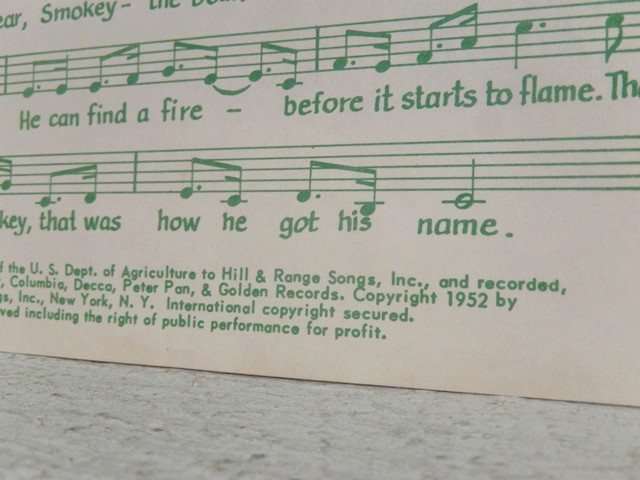 ear, Smokey - the
He can find a fire - before it starts to flame. Th
key, that was how he got his name.
f the U. S. Dept. of Agriculture to Hill & Range Songs, Inc., and recorded,
, Columbia, Decca, Peter Pan, & Golden Records. Copyright 1952 by
gs, Inc., New York, N. Y. International copyright secured.
ved including the right of public performance for profit.